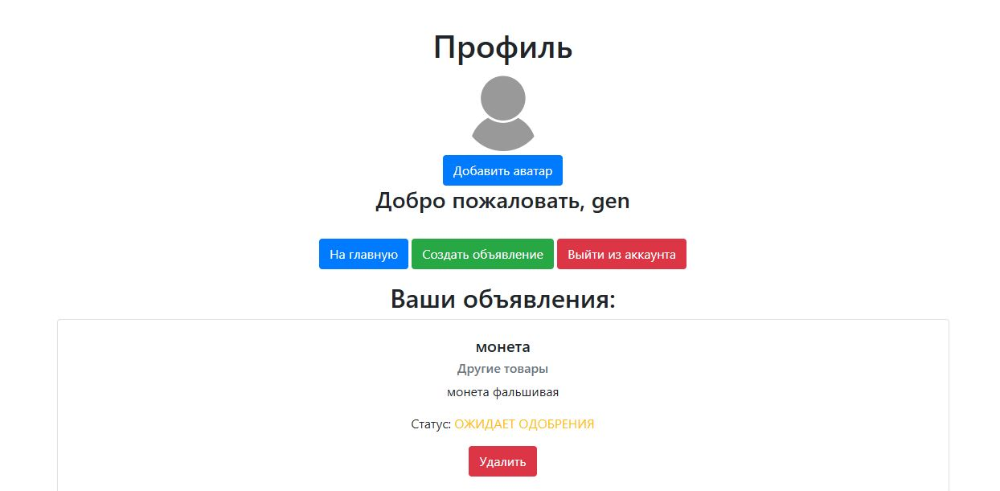 Профиль
Добавить аватар
Добро пожаловать, gen
На главную Создать объявление Выйти из аккаунта
Ваши объявления:
монета
Другие товары
монета фальшивая
Статус: ОЖИДАЕТ ОДОБРЕНИЯ
Удалить